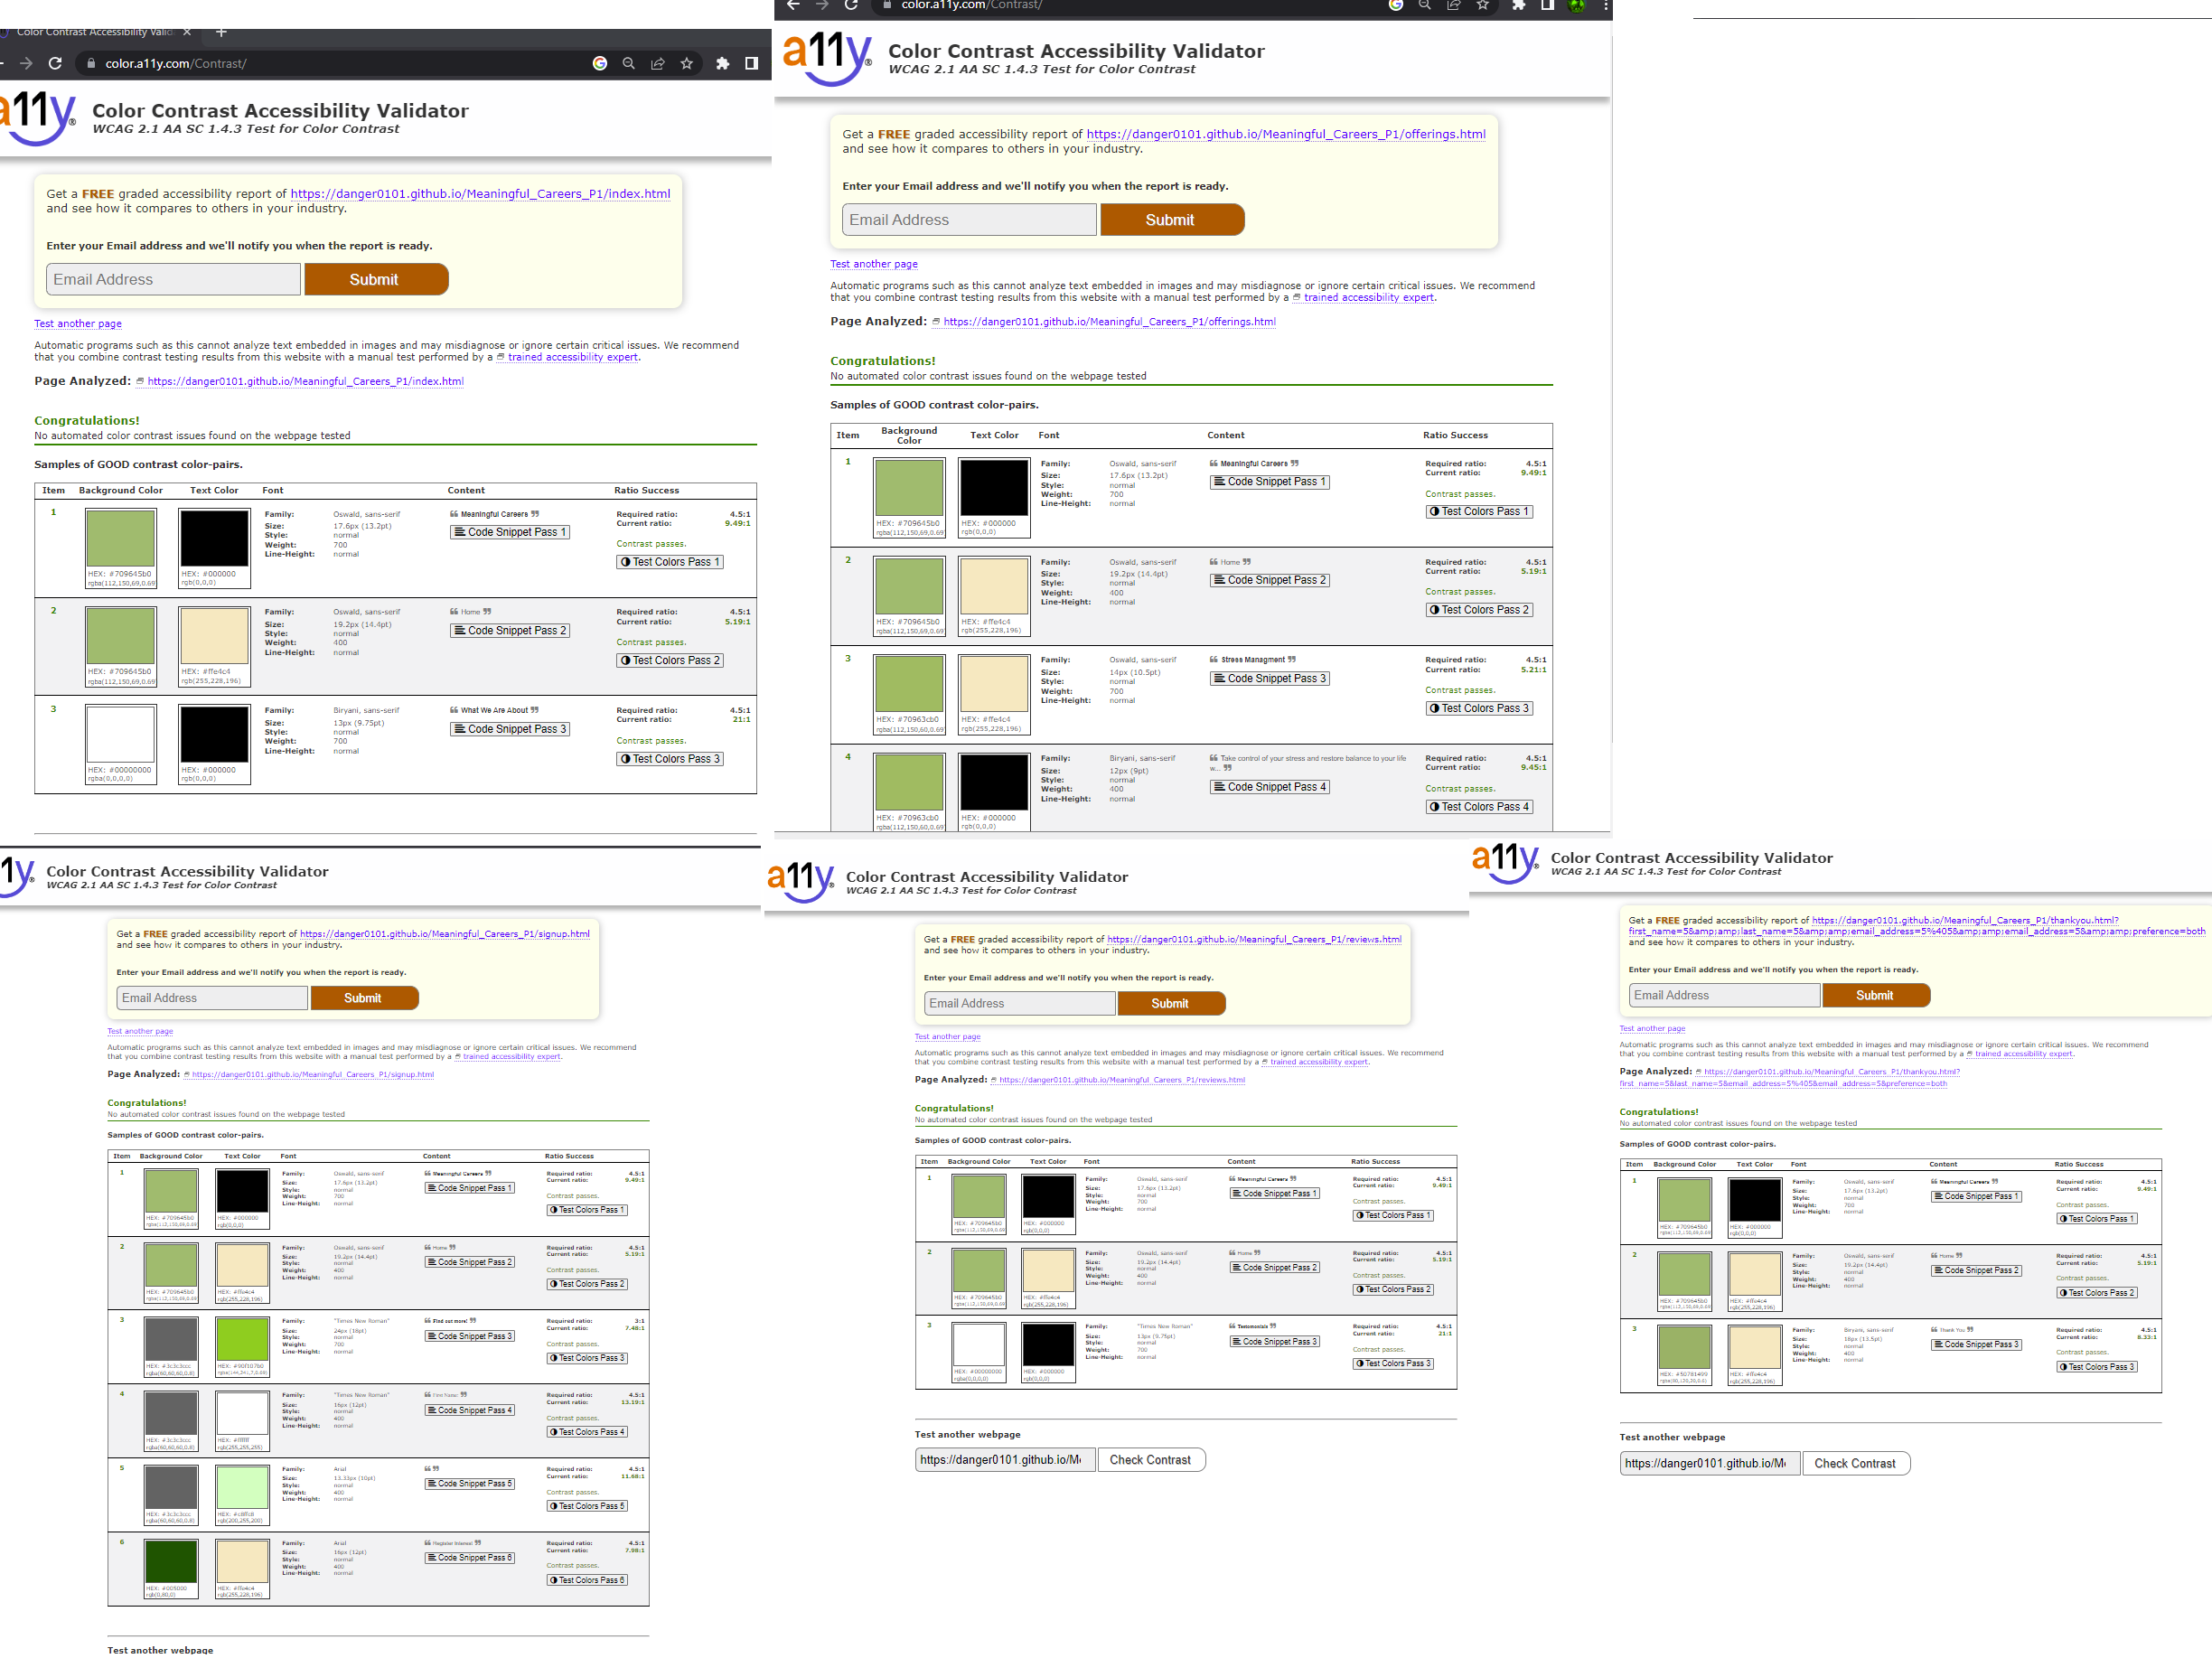 Color Contrast Accessibility Valid
color.a11y.com/Contrast/
a11y®
Color Contrast Accessibility Validator
WCAG 2.1 AA SC 1.4.3 Test for Color Contrast
Get a FREE graded accessibility report of https://danger0101.github.io/Meaningful_Careers_P1/index.html
and see how it compares to others in your industry.
Enter your Email address and we'll notify you when the report is ready.
Email Address Submit
Test another page
Automatic programs such as this cannot analyze text embedded in images and may misdiagnose or ignore certain critical issues. We recommend
that you combine contrast testing results from this website with a manual test performed by a trained accessibility expert.
Page Analyzed: https://danger0101.github.io/Meaningful_Careers_P1/index.html
Congratulations!
No automated color contrast issues found on the webpage tested
Samples of GOOD contrast color-pairs.
Item Background Color Text Color Font Content Ratio Success
1 HEX: #709645b0 rgba(112,150,69,0.69 HEX: #000000 rgb(0,0,0) Family: Oswald, sans-serif Size: 17.6px (13.2pt) Style: normal Weight: 700 Line-Height: normal Meaningful Careers Code Snippet Pass 1 Required ratio: 4.5:1 Current ratio: 9.49:1 Contrast passes. Test Colors Pass 1
2 HEX: #709645b0 rgba(112,150,69,0.69 HEX: #ffe4c4 rgb(255,228,196) Family: Oswald, sans-serif Size: 19.2px (14.4pt) Style: normal Weight: 400 Line-Height: normal Home Code Snippet Pass 2 Required ratio: 4.5:1 Current ratio: 5.19:1 Contrast passes. Test Colors Pass 2
3 HEX: #00000000 rgba(0,0,0,0) HEX: #000000 rgb(0,0,0) Family: Biryani, sans-serif Size: 13px (9.75pt) Style: normal Weight: 700 Line-Height: normal What We Are About Code Snippet Pass 3 Required ratio: 4.5:1 Current ratio: 21:1 Contrast passes. Test Colors Pass 3
color.a11y.com/Contrast/
a11y®
Color Contrast Accessibility Validator
WCAG 2.1 AA SC 1.4.3 Test for Color Contrast
Get a FREE graded accessibility report of https://danger0101.github.io/Meaningful_Careers_P1/offerings.html
and see how it compares to others in your industry.
Enter your Email address and we'll notify you when the report is ready.
Email Address Submit
Test another page
Automatic programs such as this cannot analyze text embedded in images and may misdiagnose or ignore certain critical issues. We recommend
that you combine contrast testing results from this website with a manual test performed by a trained accessibility expert.
Page Analyzed: https://danger0101.github.io/Meaningful_Careers_P1/offerings.html
Congratulations!
No automated color contrast issues found on the webpage tested
Samples of GOOD contrast color-pairs.
Item Background Color Text Color Font Content Ratio Success
1 HEX: #709645b0 rgba(112,150,69,0.69 HEX: #000000 rgb(0,0,0) Family: Oswald, sans-serif Size: 17.6px (13.2pt) Style: normal Weight: 700 Line-Height: normal Meaningful Careers Code Snippet Pass 1 Required ratio: 4.5:1 Current ratio: 9.49:1 Contrast passes. Test Colors Pass 1
2 HEX: #709645b0 rgba(112,150,69,0.69 HEX: #ffe4c4 rgb(255,228,196) Family: Oswald, sans-serif Size: 19.2px (14.4pt) Style: normal Weight: 400 Line-Height: normal Home Code Snippet Pass 2 Required ratio: 4.5:1 Current ratio: 5.19:1 Contrast passes. Test Colors Pass 2
3 HEX: #70963cb0 rgba(112,150,60,0.69 HEX: #ffe4c4 rgb(255,228,196) Family: Oswald, sans-serif Size: 14px (10.5pt) Style: normal Weight: 700 Line-Height: normal Stress Managment Code Snippet Pass 3 Required ratio: 4.5:1 Current ratio: 5.21:1 Contrast passes. Test Colors Pass 3
4 HEX: #70963cb0 rgba(112,150,60,0.69 HEX: #000000 rgb(0,0,0) Family: Biryani, sans-serif Size: 12px (9pt) Style: normal Weight: 400 Line-Height: normal Take control of your stress and restore balance to your life w... Code Snippet Pass 4 Required ratio: 4.5:1 Current ratio: 9.45:1 Contrast passes. Test Colors Pass 4
11y®
Color Contrast Accessibility Validator
WCAG 2.1 AA SC 1.4.3 Test for Color Contrast
Get a FREE graded accessibility report of https://danger0101.github.io/Meaningful_Careers_P1/signup.html
and see how it compares to others in your industry.
Enter your Email address and we'll notify you when the report is ready.
Email Address Submit
Test another page
Automatic programs such as this cannot analyze text embedded in images and may misdiagnose or ignore certain critical issues. We recommend
that you combine contrast testing results from this website with a manual test performed by a trained accessibility expert.
Page Analyzed: https://danger0101.github.io/Meaningful_Careers_P1/signup.html
Congratulations!
No automated color contrast issues found on the webpage tested
Samples of GOOD contrast color-pairs.
Item Background Color Text Color Font Content Ratio Success
1 HEX: #709645b0 HEX: #000000 rgb(0,0,0) Family: Oswald, sans-serif Size: 17.6px (13.2pt) Style: normal Weight: 700 Line-Height: normal Meaningful Careers Code Snippet Pass 1 Required ratio: 4.5:1 Current ratio: 9.49:1 Contrast passes. Test Colors Pass 1
2 HEX: #709645b0 HEX: #ffe4c4 rgb(255,228,196) Family: Oswald, sans-serif Size: 19.2px (14.4pt) Style: normal Weight: 400 Line-Height: normal Home Code Snippet Pass 2 Required ratio: 4.5:1 Current ratio: 5.19:1 Contrast passes. Test Colors Pass 2
3 HEX: #3c3c3ccc rgba(60,60,60,0.8) Family: "Times New Roman" Size: 24px (18pt) Style: normal Weight: 700 Line-Height: normal Find out more! Code Snippet Pass 3 Required ratio: 3:1 Current ratio: 7.48:1 Contrast passes. Test Colors Pass 3
4 HEX: #3c3c3ccc rgba(60,60,60,0.8) HEX: #ffffff rgb(255,255,255) Family: "Times New Roman" Size: 16px (12pt) Style: normal Weight: 400 Line-Height: normal First Name: Code Snippet Pass 4 Required ratio: 4.5:1 Current ratio: 13.19:1 Contrast passes. Test Colors Pass 4
5 HEX: #3c3c3ccc rgba(60,60,60,0.8) HEX: #c8ffc8 rgb(200,255,200) Family: Arial Size: 13.33px (10pt) Style: normal Weight: 400 Line-Height: normal Code Snippet Pass 5 Required ratio: 4.5:1 Current ratio: 11.68:1 Contrast passes. Test Colors Pass 5
6 HEX: #005000 rgb(0,80,0) HEX: #ffe4c4 rgb(255,228,196) Family: Arial Size: 16px (12pt) Style: normal Weight: 400 Line-Height: normal Register Interest Code Snippet Pass 6 Required ratio: 4.5:1 Current ratio: 7.98:1 Contrast passes. Test Colors Pass 6
Test another webpage
a11y®
Color Contrast Accessibility Validator
WCAG 2.1 AA SC 1.4.3 Test for Color Contrast
Get a FREE graded accessibility report of https://danger0101.github.io/Meaningful_Careers_P1/reviews.html
and see how it compares to others in your industry.
Enter your Email address and we'll notify you when the report is ready.
Email Address Submit
Test another page
Automatic programs such as this cannot analyze text embedded in images and may misdiagnose or ignore certain critical issues. We recommend
that you combine contrast testing results from this website with a manual test performed by a trained accessibility expert.
Page Analyzed: https://danger0101.github.io/Meaningful_Careers_P1/reviews.html
Congratulations!
No automated color contrast issues found on the webpage tested
Samples of GOOD contrast color-pairs.
Item Background Color Text Color Font Content Ratio Success
1 HEX: #709645b0 HEX: #000000 rgb(0,0,0) Family: Oswald, sans-serif Size: 17.6px (13.2pt) Style: normal Weight: 700 Line-Height: normal Meaningful Careers Code Snippet Pass 1 Required ratio: 4.5:1 Current ratio: 9.49:1 Contrast passes. Test Colors Pass 1
2 HEX: #709645b0 HEX: #ffe4c4 rgb(255,228,196) Family: Oswald, sans-serif Size: 19.2px (14.4pt) Style: normal Weight: 400 Line-Height: normal Home Code Snippet Pass 2 Required ratio: 4.5:1 Current ratio: 5.19:1 Contrast passes. Test Colors Pass 2
3 HEX: #00000000 rgba(0,0,0,0) HEX: #000000 rgb(0,0,0) Family: "Times New Roman" Size: 13px (9.75pt) Style: normal Weight: 700 Line-Height: normal Testomonials Code Snippet Pass 3 Required ratio: 4.5:1 Current ratio: 21:1 Contrast passes. Test Colors Pass 3
Test another webpage
https://danger0101.github.io/M Check Contrast
a11y®
Color Contrast Accessibility Validator
WCAG 2.1 AA SC 1.4.3 Test for Color Contrast
Get a FREE graded accessibility report of https://danger0101.github.io/Meaningful_Careers_P1/thankyou.html?
first_name=5&amp;amp;last_name=5&amp;amp;email_address=5%405&amp;amp;email_address=5&amp;amp;preference=both
and see how it compares to others in your industry.
Enter your Email address and we'll notify you when the report is ready.
Email Address Submit
Test another page
Automatic programs such as this cannot analyze text embedded in images and may misdiagnose or ignore certain critical issues. We recommend
that you combine contrast testing results from this website with a manual test performed by a trained accessibility expert.
Page Analyzed: https://danger0101.github.io/Meaningful_Careers_P1/thankyou.html?
first_name=5&last_name=5&email_address=5%405&email_address=5&preference=both
Congratulations!
No automated color contrast issues found on the webpage tested
Samples of GOOD contrast color-pairs.
Item Background Color Text Color Font Content Ratio Success
1 HEX: #709645b0 HEX: #000000 rgb(0,0,0) Family: Oswald, sans-serif Size: 17.6px (13.2pt) Style: normal Weight: 700 Line-Height: normal Meaningful Careers Code Snippet Pass 1 Required ratio: 4.5:1 Current ratio: 9.49:1 Contrast passes. Test Colors Pass 1
2 HEX: #709645b0 HEX: #ffe4c4 rgb(255,228,196) Family: Oswald, sans-serif Size: 19.2px (14.4pt) Style: normal Weight: 400 Line-Height: normal Home Code Snippet Pass 2 Required ratio: 4.5:1 Current ratio: 5.19:1 Contrast passes. Test Colors Pass 2
3 HEX: #50781499 HEX: #ffe4c4 rgb(255,228,196) Family: Biryani, sans-serif Size: 18px (13.5pt) Style: normal Weight: 400 Line-Height: normal Thank You Code Snippet Pass 3 Required ratio: 4.5:1 Current ratio: 8.33:1 Contrast passes. Test Colors Pass 3
Test another webpage
https://danger0101.github.io/M Check Contrast